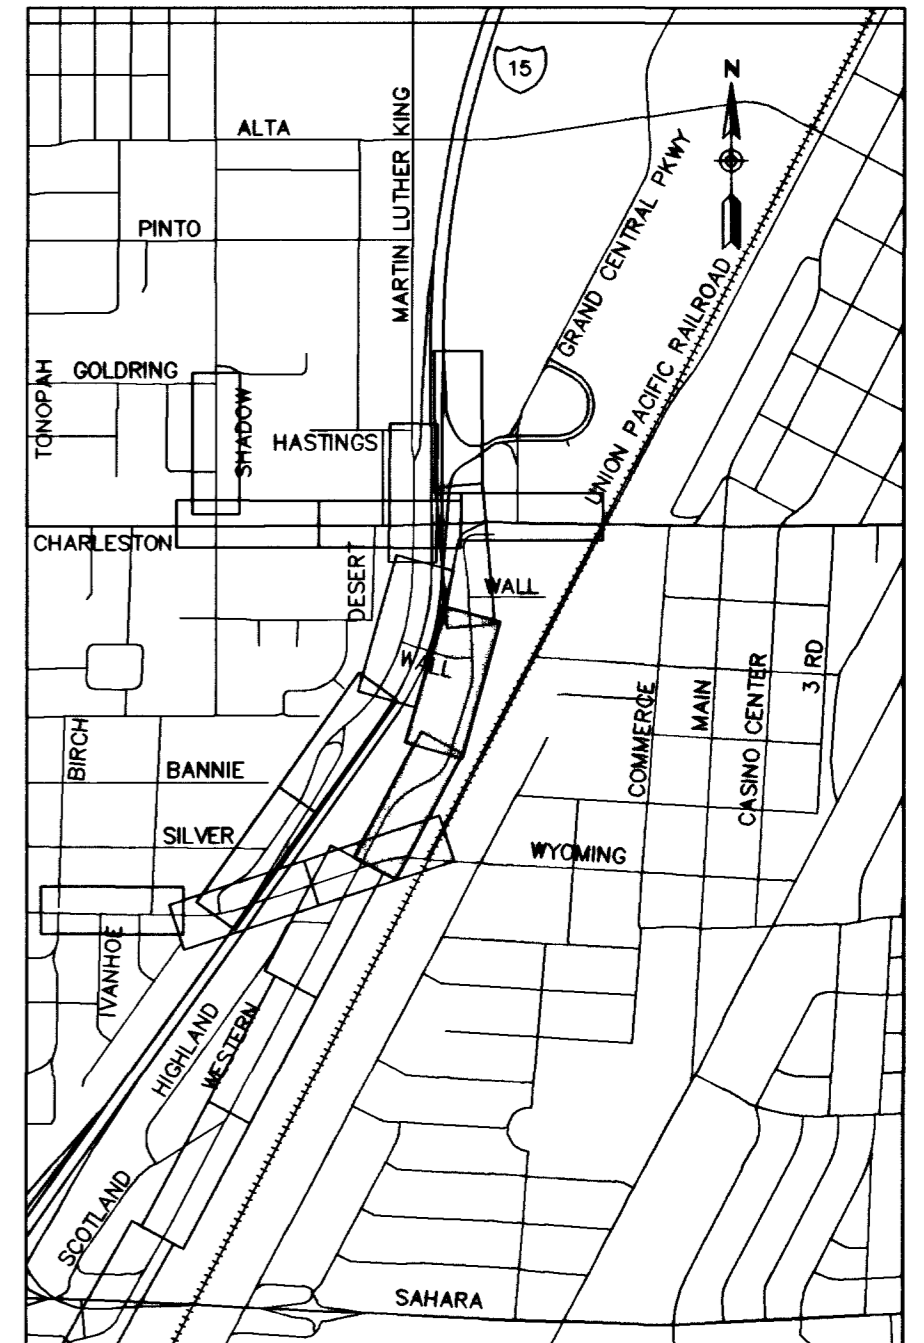 15
N
ALTA
MARTIN LUTHER KING
GRAND CENTRAL PKWY
PINTO
UNION PACIFIC RAILROAD
GOLDRING
TONOPAH
SHADOW
HASTINGS
CHARLESTON
DESERT
WALL
WALL
3 RD
COMMERCE
MAIN
CASINO CENTER
BIRCH
BANNIE
SILVER
WYOMING
IVANHOE
HIGHLAND
WESTERN
SCOTLAND
SAHARA